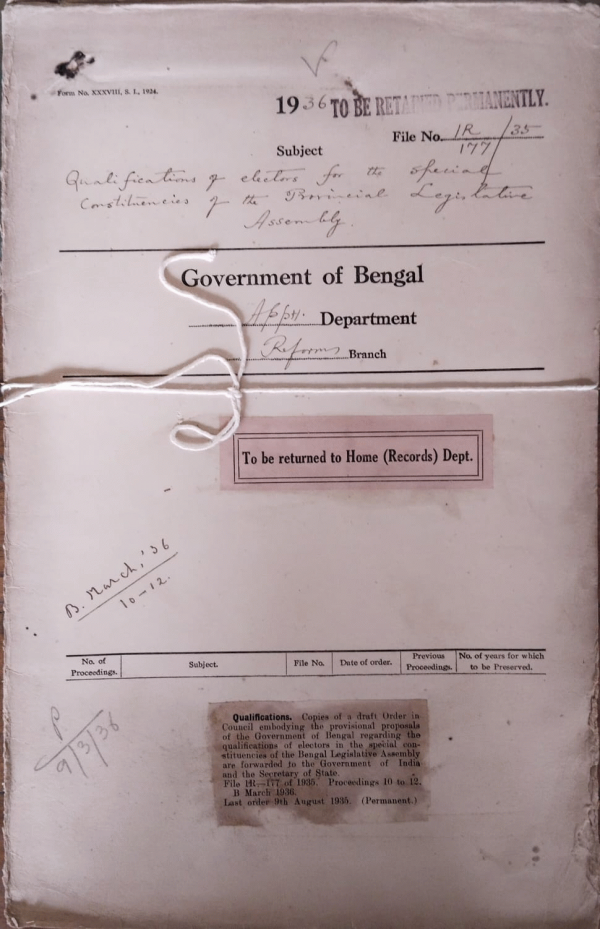 Form No. XXXVIII, S. I., 1924.
1936 TO BE RETAINED PERMANENTLY.
File No. 1R/177/35
Subject
Qualifications of electors for the special
Constituencies of the Provincial Legislative
Assembly.
Government of Bengal
Apptt. Department
Reforms Branch
To be returned to Home (Records) Dept.
B. March, '36
10-12.
No. of Proceedings. Subject. File No. Date of order. Previous Proceedings. No. of years for which to be Preserved.
P
9/3/36
Qualifications. Copies of a draft Order in
Council embodying the provisional proposals
of the Government of Bengal regarding the
qualifications of electors in the special con-
stituencies of the Bengal Legislative Assembly
are forwarded to the Government of India
and the Secretary of State.
File 1R—177 of 1935. Proceedings 10 to 12.
B March 1936.
Last order 9th August 1935. (Permanent.)